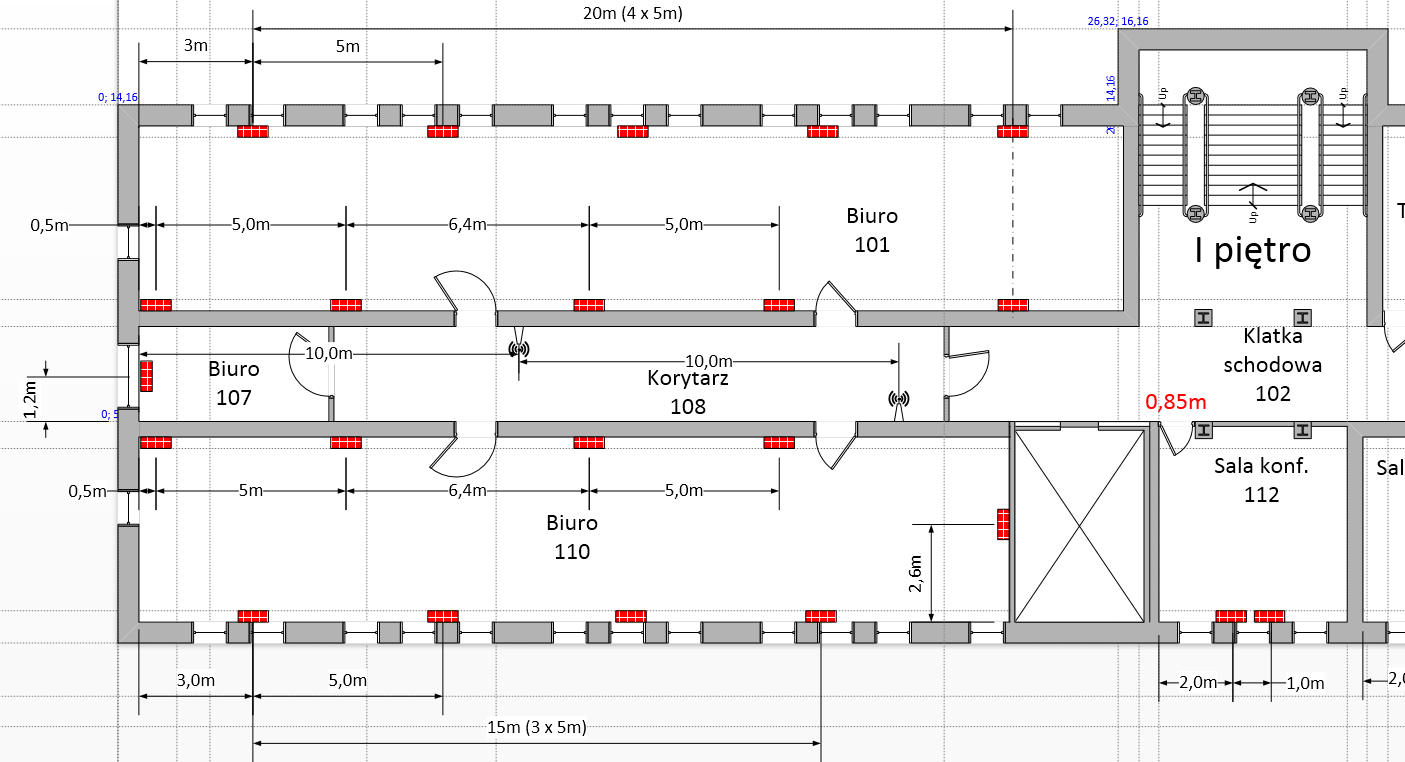 20m (4 x 5m)
26,32; 16,16
3m
5m
0; 14,16
14,16
Up
Up
0,5m
5,0m
6,4m
5,0m
Biuro
101
Up
I piętro
10,0m
10,0m
Biuro
107
Korytarz
108
Klatka
schodowa
102
1,2m
0,85m
0,5m
5m
6,4m
5,0m
Biuro
110
2,6m
Sala konf.
112
Sal
3,0m
5,0m
2,0m
1,0m
15m (3 x 5m)